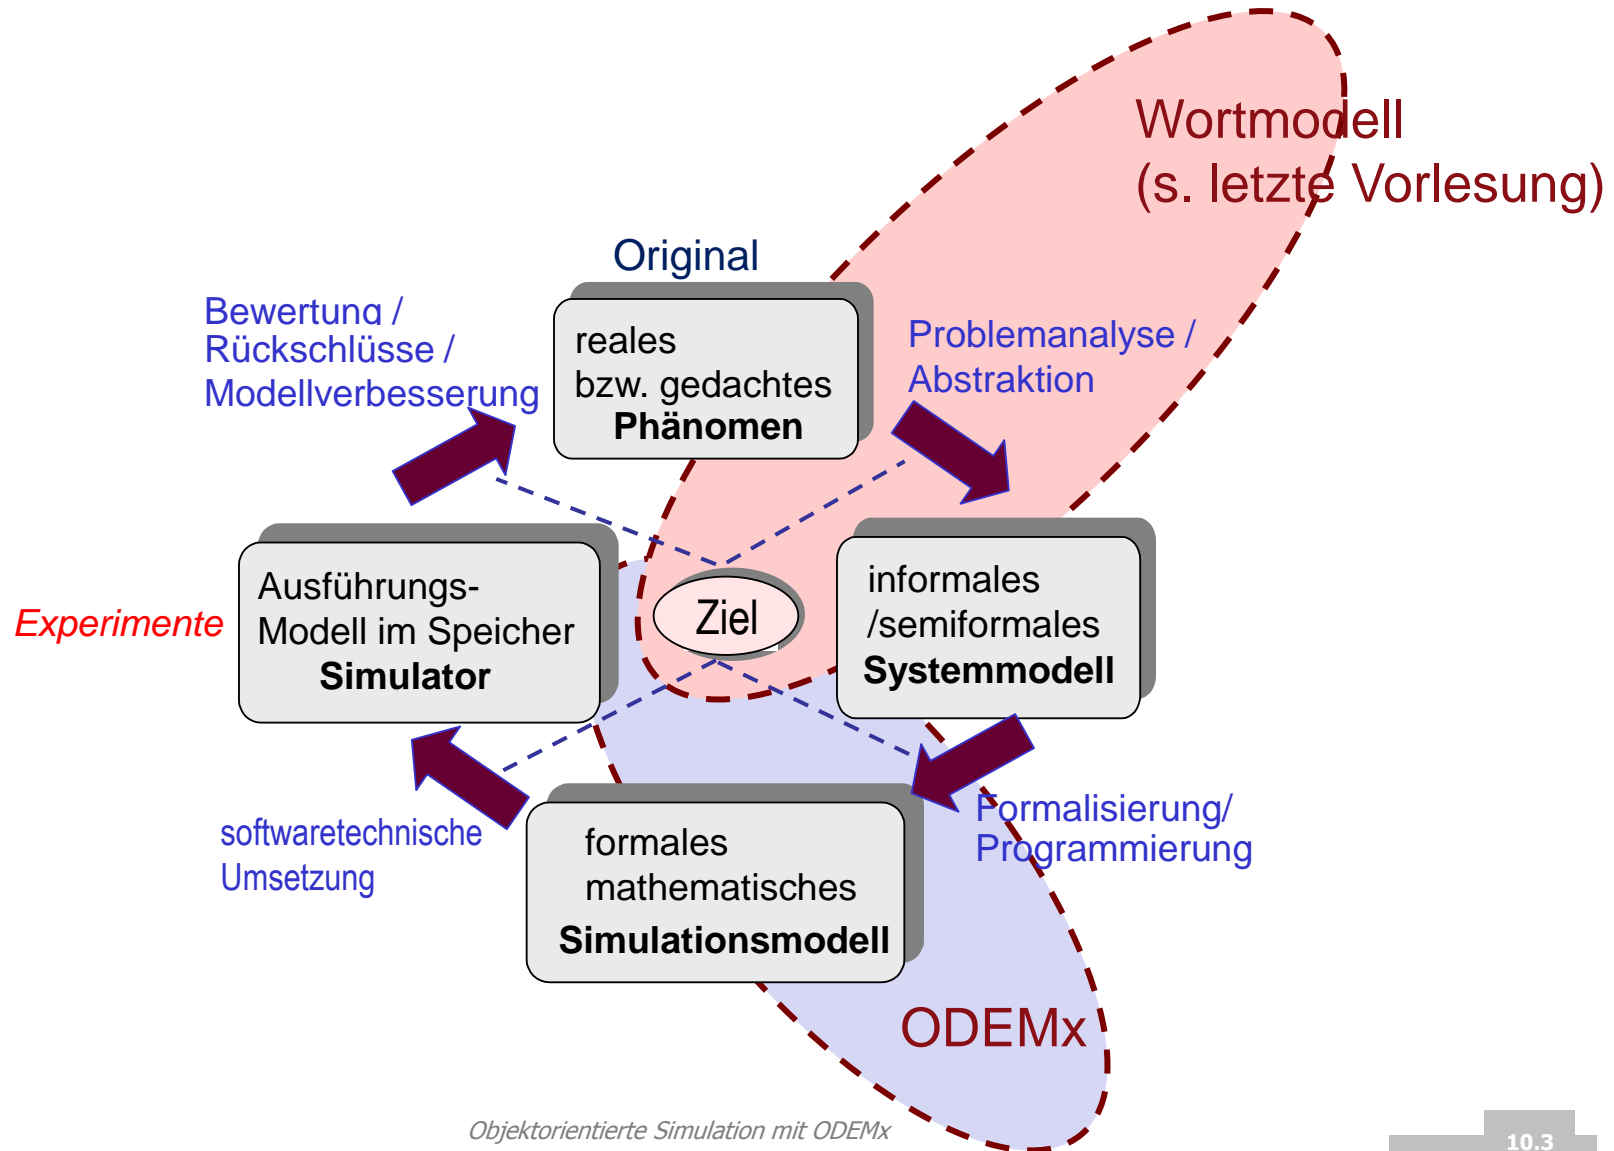 Wortmodell
(s. letzte Vorlesung)
Original
Bewertung /
Rückschlüsse /
Modellverbesserung
reales
bzw. gedachtes
Phänomen
Problemanalyse /
Abstraktion
Experimente
Ausführungs-
Modell im Speicher
Simulator
Ziel
informales
/semiformales
Systemmodell
softwaretechnische
Umsetzung
formales
mathematisches
Simulationsmodell
Formalisierung/
Programmierung
ODEMx
Objektorientierte Simulation mit ODEMx
10.3